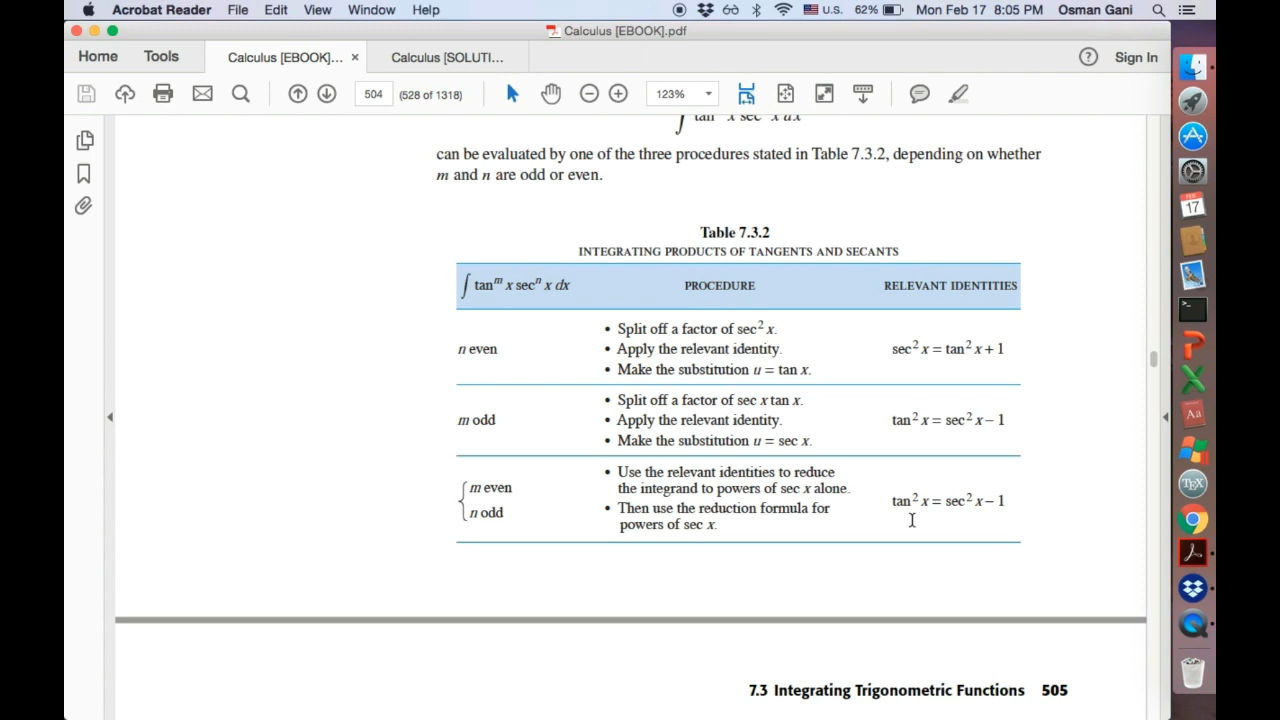 Acrobat Reader File Edit View Window Help U.S. 62% Mon Feb 17 8:05 PM Osman Gani
Calculus [EBOOK].pdf
Home Tools Calculus [EBOOK]... × Calculus [SOLUTI... ? Sign In
504 (528 of 1318) 123%
∫ tan x sec x dx
can be evaluated by one of the three procedures stated in Table 7.3.2, depending on whether
m and n are odd or even.
Table 7.3.2
INTEGRATING PRODUCTS OF TANGENTS AND SECANTS
∫ tanᵐ x secⁿ x dx PROCEDURE RELEVANT IDENTITIES
n even
• Split off a factor of sec² x.
• Apply the relevant identity.
• Make the substitution u = tan x.
sec² x = tan² x + 1
m odd
• Split off a factor of sec x tan x.
• Apply the relevant identity.
• Make the substitution u = sec x.
tan² x = sec² x − 1
m even
n odd
• Use the relevant identities to reduce
the integrand to powers of sec x alone.
• Then use the reduction formula for
powers of sec x.
tan² x = sec² x − 1
7.3 Integrating Trigonometric Functions 505
FEB
17
Aa
TEX